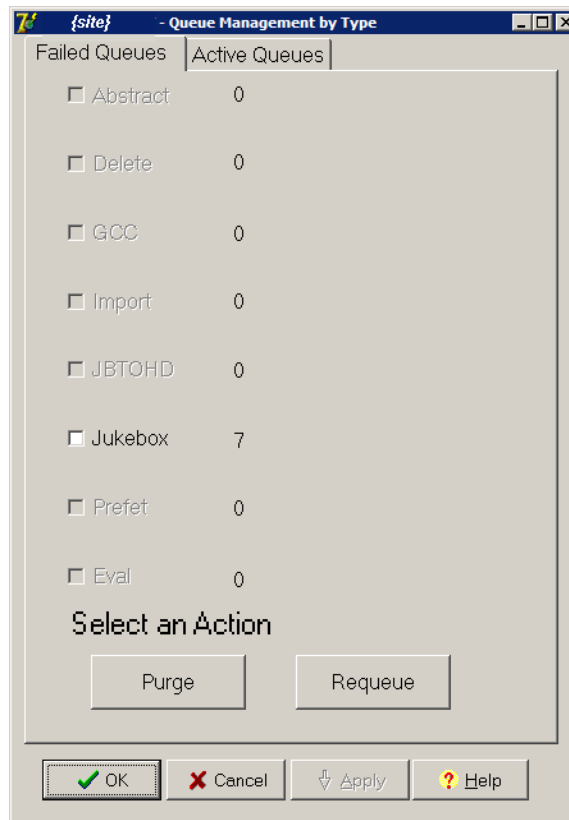 {site} - Queue Management by Type
Failed Queues Active Queues
Abstract 0
Delete 0
GCC 0
Import 0
JBTOHD 0
Jukebox 7
Prefet 0
Eval 0
Select an Action
Purge Requeue
OK Cancel Apply Help